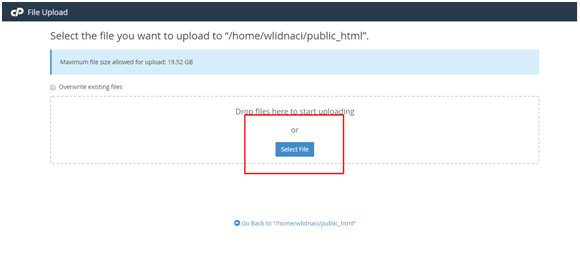 cP File Upload
Select the file you want to upload to “/home/wlidnaci/public_html”.
Maximum file size allowed for upload: 19.52 GB
Overwrite existing files
Drop files here to start uploading
or
Select File
Go Back to “/home/wlidnaci/public_html”